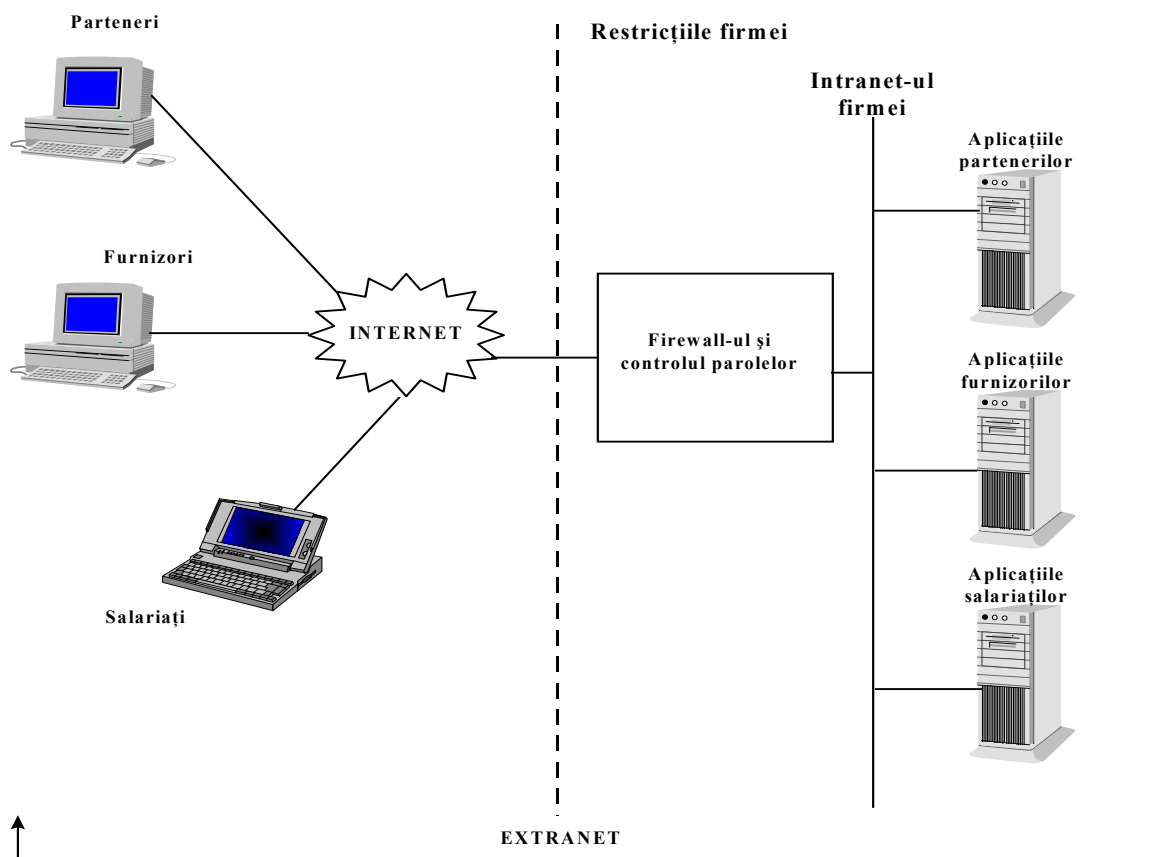 Parteneri
Restricțiile firmei
Intranet-ul
firmei
Aplicațiile
partenerilor
Furnizori
INTERNET
Firewall-ul și
controlul parolelor
Aplicațiile
furnizorilor
Aplicațiile
salariaților
Salariați
EXTRANET